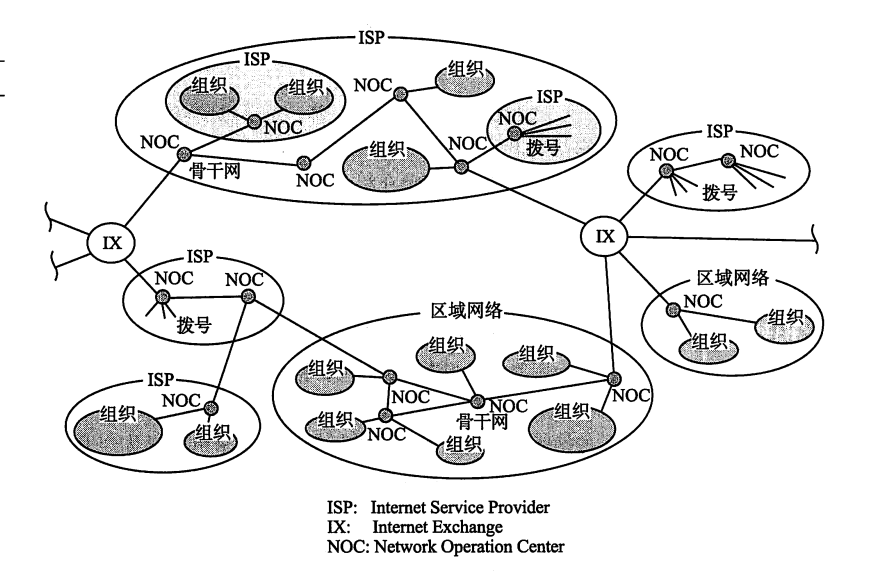 ISP
ISP
组织
组织
NOC
NOC
组织
ISP
NOC
拨号
NOC
骨干网
NOC
组织
NOC
ISP
NOC
NOC
拨号
IX
IX
ISP
NOC
NOC
拨号
区域网络
NOC
组织
组织
区域网络
组织
组织
组织
NOC
NOC
骨干网
NOC
组织
NOC
组织
组织
ISP
NOC
组织
组织
ISP: Internet Service Provider
IX: Internet Exchange
NOC: Network Operation Center